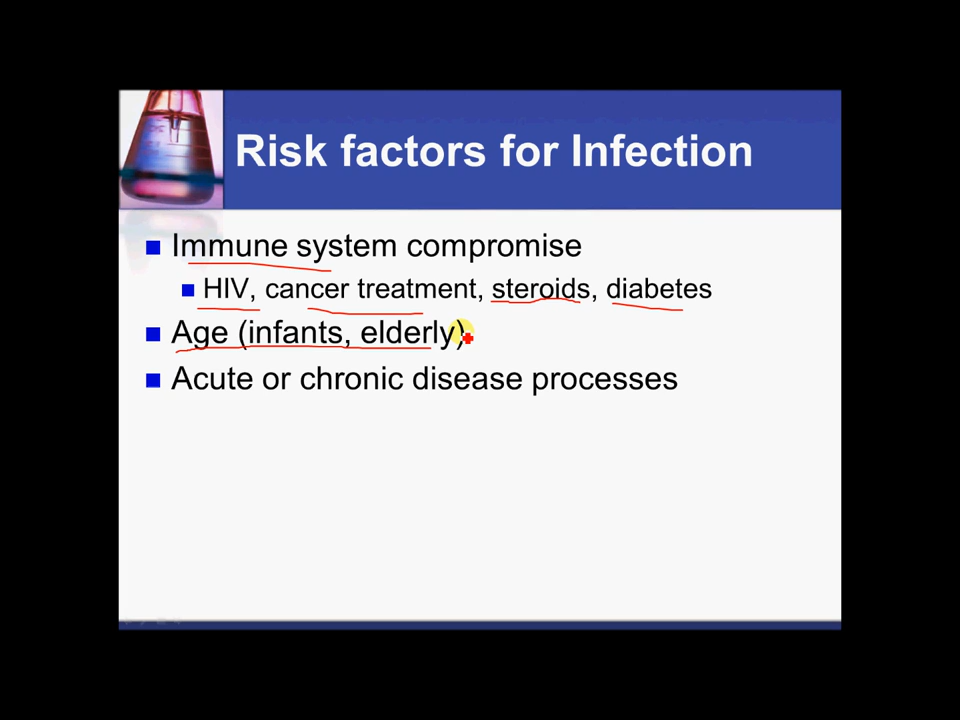 Risk factors for Infection
Immune system compromise
HIV, cancer treatment, steroids, diabetes
Age (infants, elderly)
Acute or chronic disease processes